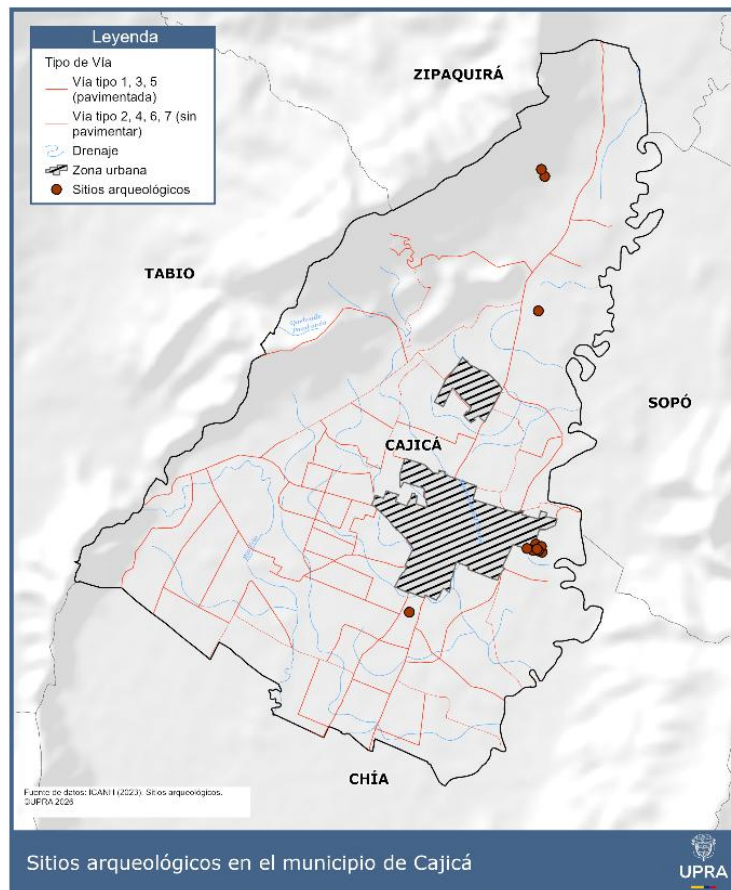 Leyenda
Tipo de Vía
Vía tipo 1, 3, 5
(pavimentada)
Vía tipo 2, 4, 6, 7 (sin
pavimentar)
Drenaje
Zona urbana
Sitios arqueológicos
ZIPAQUIRÁ
TABIO
Quebrada
SOPÓ
CAJICÁ
CHÍA
Fuente de datos: ICANH (2023). Sitios arqueológicos.
©UPRA 2026
Sitios arqueológicos en el municipio de Cajicá
UPRA